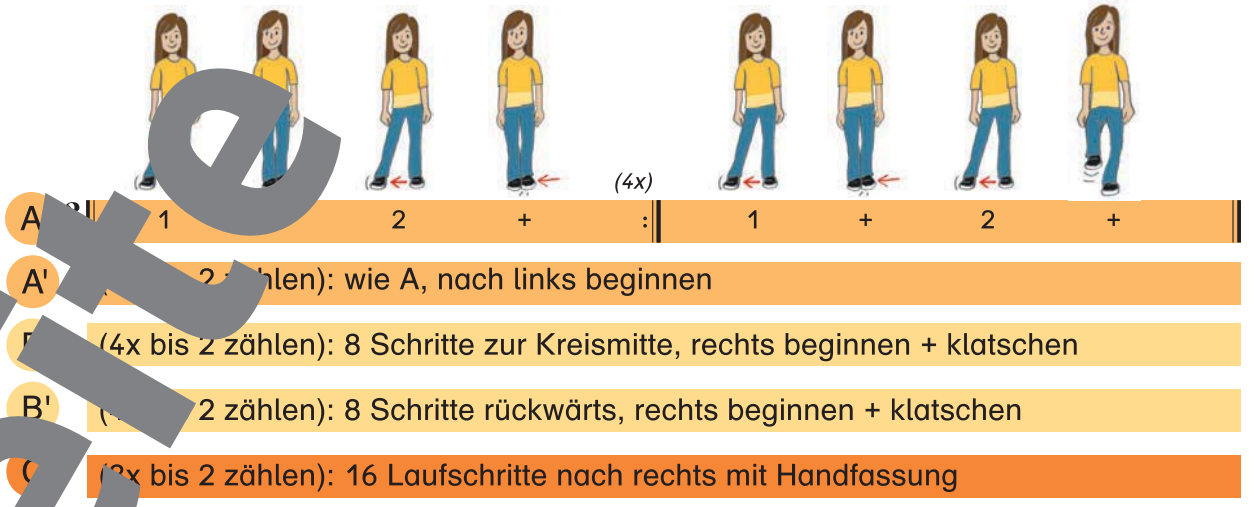 (4x)
A 1 2 + : 1 + 2 +
A' 2 zählen): wie A, nach links beginnen
(4x bis 2 zählen): 8 Schritte zur Kreismitte, rechts beginnen + klatschen
B' 2 zählen): 8 Schritte rückwärts, rechts beginnen + klatschen
bis 2 zählen): 16 Laufschritte nach rechts mit Handfassung